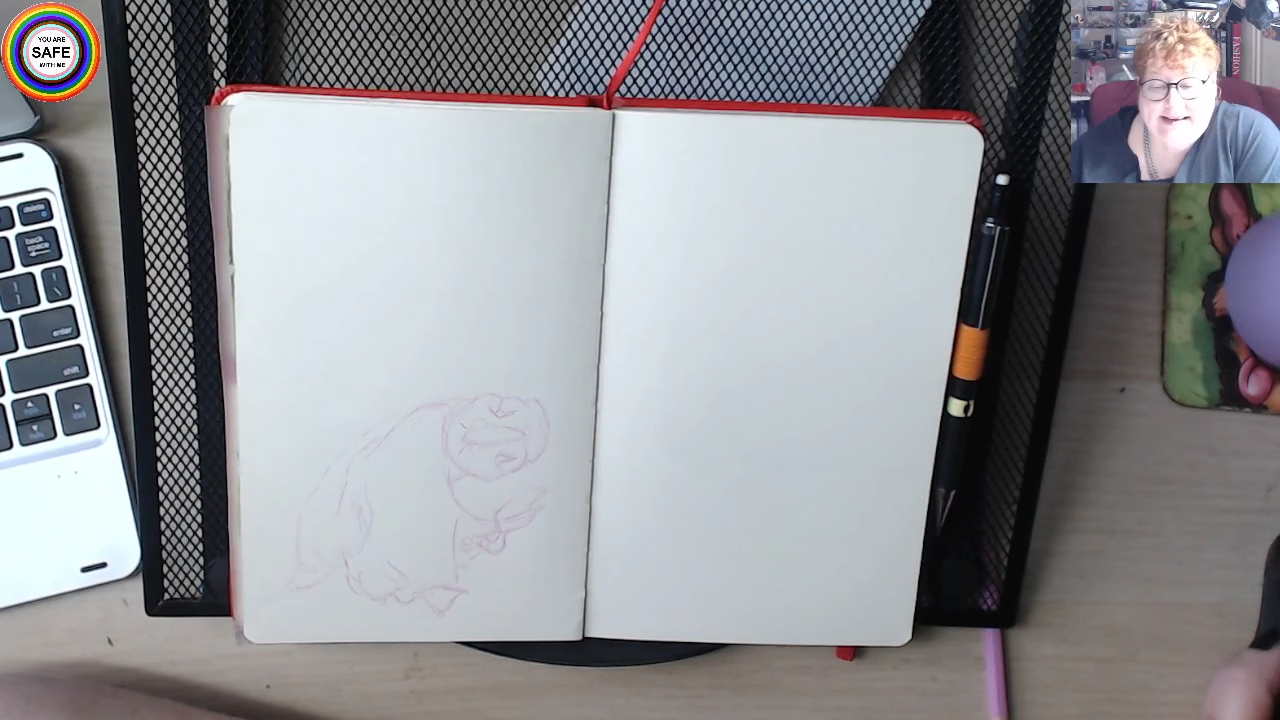 YOU ARE
SAFE
WITH ME
FASHION
delete
back
space
enter
shift